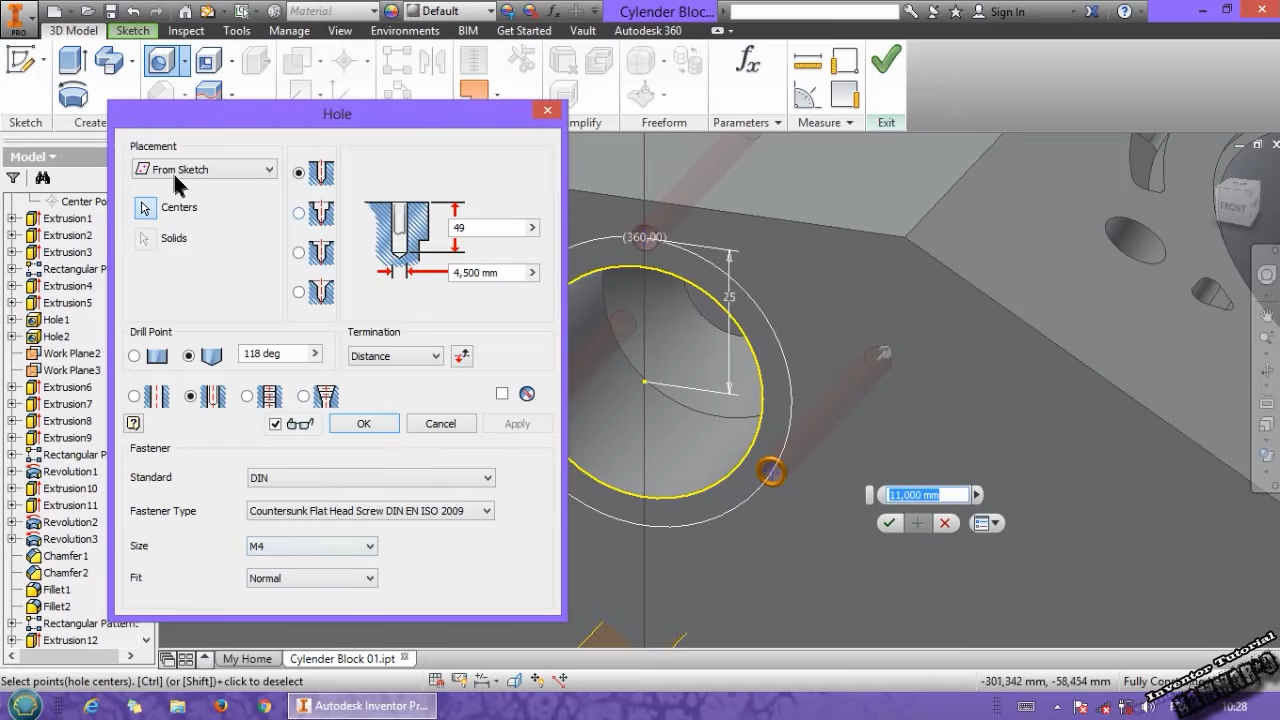 PRO
Material
Default
Cylender Bloc...
Sign In
3D Model
Sketch
Inspect
Tools
Manage
View
Environments
BIM
Get Started
Vault
Autodesk 360
fx
Sketch
Create
Freeform
Parameters
Measure
Exit
Hole
Model
Center Po
Extrusion1
Extrusion2
Extrusion3
Rectangular P
Extrusion4
Extrusion5
Hole1
Hole2
Work Plane2
Work Plane3
Extrusion6
Extrusion7
Extrusion8
Extrusion9
Rectangular P
Revolution1
Extrusion10
Extrusion11
Revolution2
Revolution3
Chamfer1
Chamfer2
Fillet1
Fillet2
Rectangular Pattern
Extrusion12
Placement
From Sketch
Centers
Solids
49
4,500 mm
Drill Point
118 deg
Termination
Distance
OK
Cancel
Apply
Fastener
Standard
DIN
Fastener Type
Countersunk Flat Head Screw DIN EN ISO 2009
Size
M4
Fit
Normal
(360,00)
25
FRONT
11,000 mm
My Home
Cylender Block 01.ipt
Select points(hole centers). [Ctrl] (or [Shift])+click to deselect
-301,342 mm, -58,454 mm
Fully Co
Autodesk Inventor Pr...
10:28
Inventor Tutorial